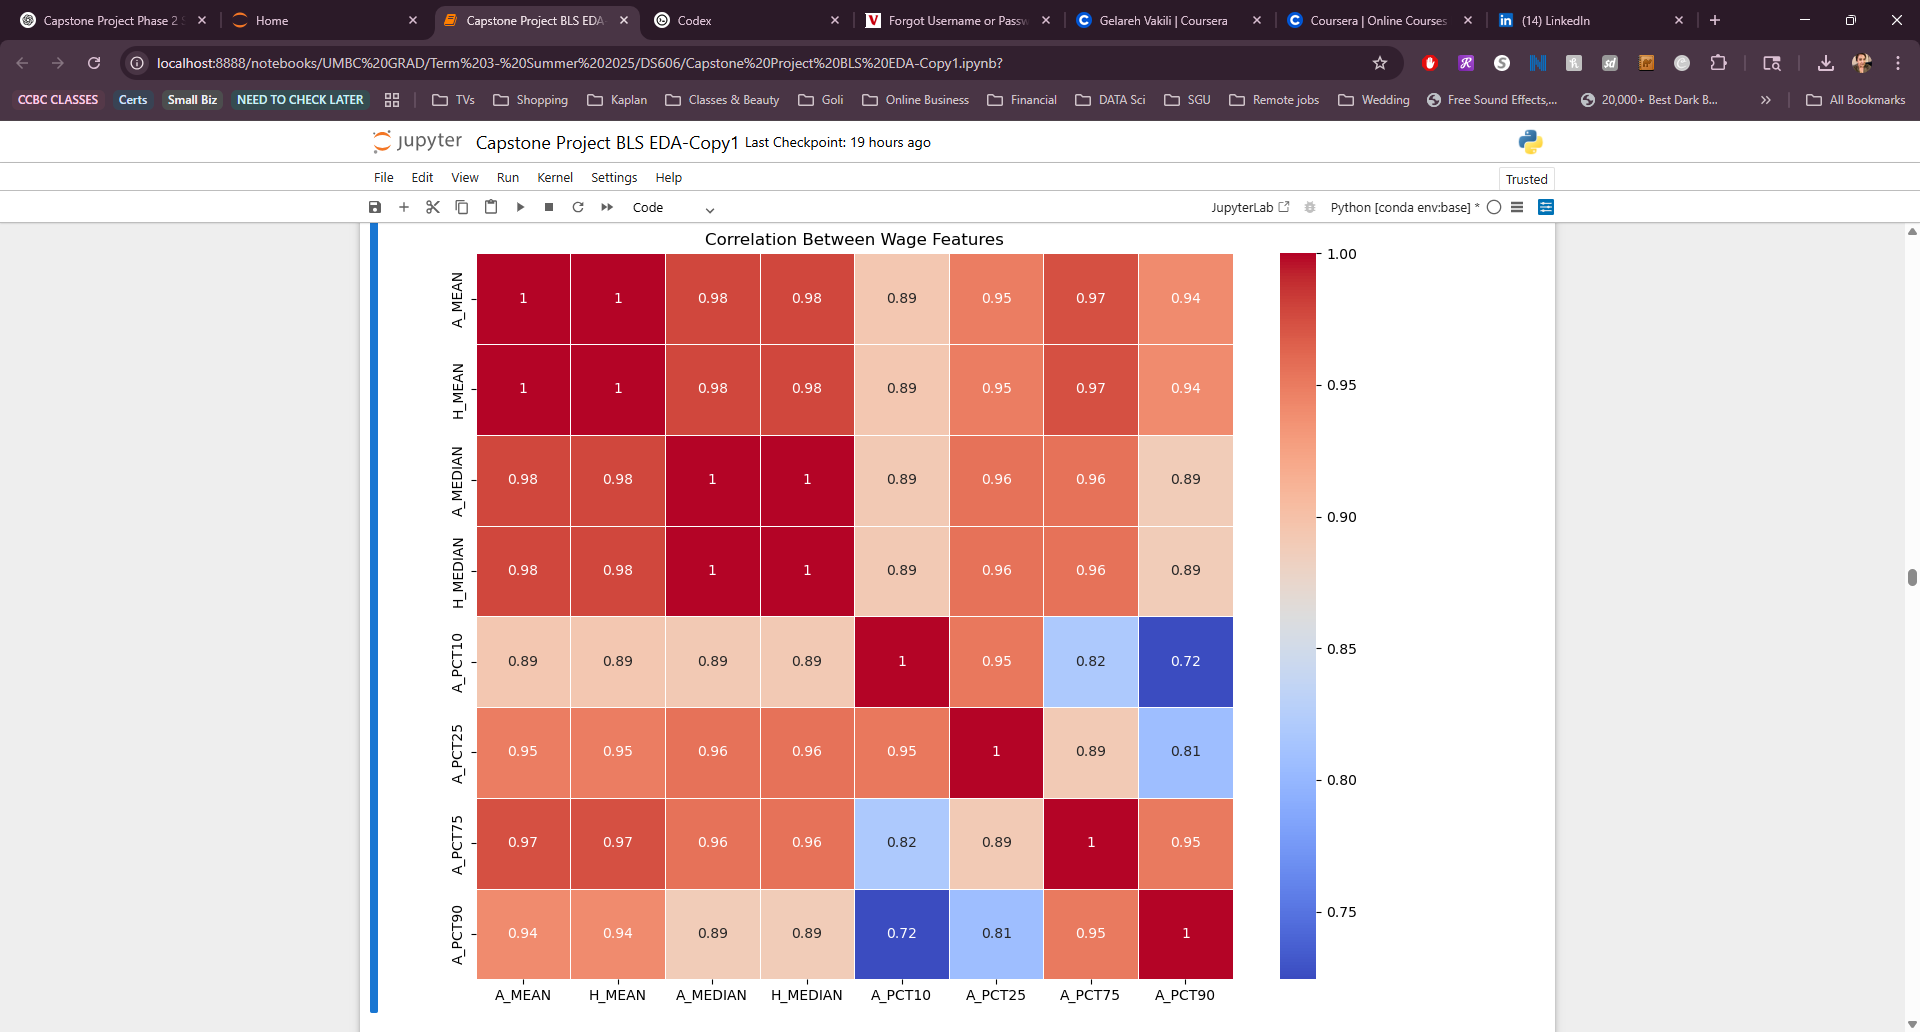 Capstone Project Phase 2 S
Home
Capstone Project BLS EDA-
Codex
Forgot Username or Passw
Gelareh Vakili | Coursera
Coursera | Online Courses
(14) LinkedIn
localhost:8888/notebooks/UMBC%20GRAD/Term%203-%20Summer%202025/DS606/Capstone%20Project%20BLS%20EDA-Copy1.ipynb?
CCBC CLASSES
Certs
Small Biz
NEED TO CHECK LATER
TVs
Shopping
Kaplan
Classes & Beauty
Goli
Online Business
Financial
DATA Sci
SGU
Remote jobs
Wedding
Free Sound Effects,...
20,000+ Best Dark B...
All Bookmarks
jupyter Capstone Project BLS EDA-Copy1 Last Checkpoint: 19 hours ago
File Edit View Run Kernel Settings Help
Trusted
Code
JupyterLab
Python [conda env:base] *
Correlation Between Wage Features
A_MEAN 1 1 0.98 0.98 0.89 0.95 0.97 0.94
H_MEAN 1 1 0.98 0.98 0.89 0.95 0.97 0.94
A_MEDIAN 0.98 0.98 1 1 0.89 0.96 0.96 0.89
H_MEDIAN 0.98 0.98 1 1 0.89 0.96 0.96 0.89
A_PCT10 0.89 0.89 0.89 0.89 1 0.95 0.82 0.72
A_PCT25 0.95 0.95 0.96 0.96 0.95 1 0.89 0.81
A_PCT75 0.97 0.97 0.96 0.96 0.82 0.89 1 0.95
A_PCT90 0.94 0.94 0.89 0.89 0.72 0.81 0.95 1
A_MEAN H_MEAN A_MEDIAN H_MEDIAN A_PCT10 A_PCT25 A_PCT75 A_PCT90
1.00
0.95
0.90
0.85
0.80
0.75